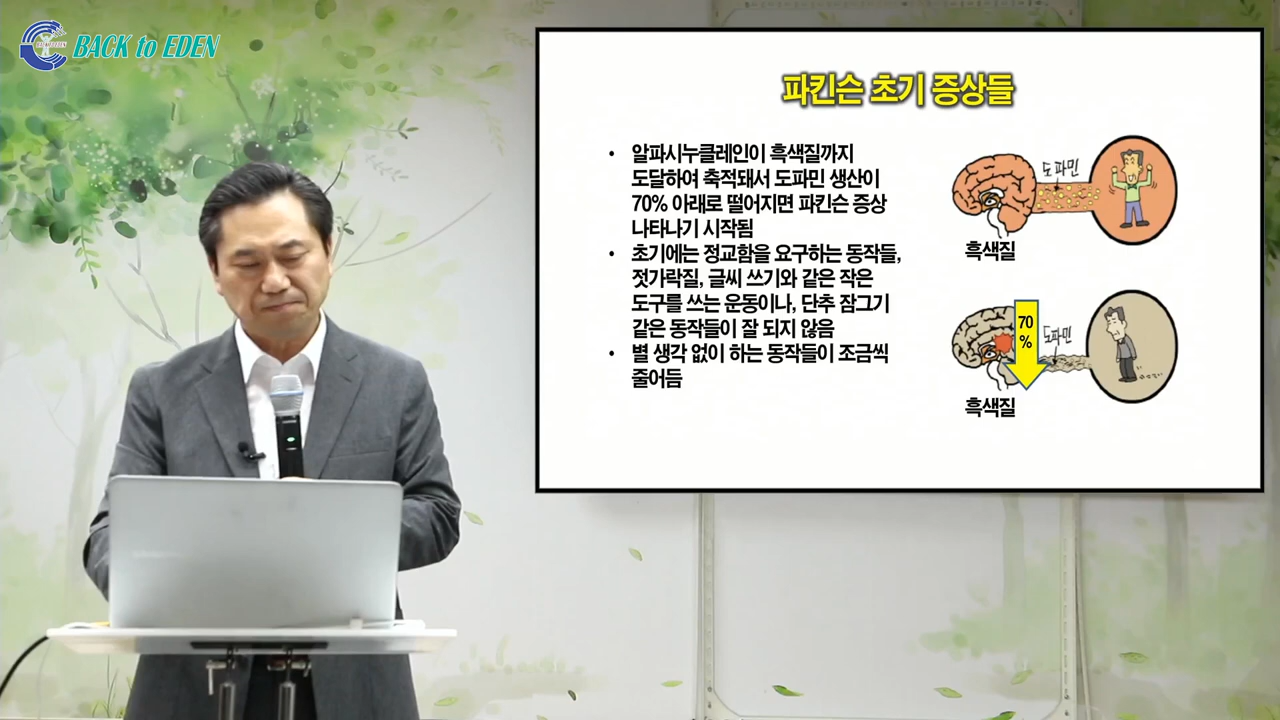 BACK to EDEN
파킨슨 초기 증상들
• 알파시누클레인이 흑색질까지
도달하여 축적돼서 도파민 생산이
70% 아래로 떨어지면 파킨슨 증상
나타나기 시작됨
• 초기에는 정교함을 요구하는 동작들,
젓가락질, 글씨 쓰기와 같은 작은
도구를 쓰는 운동이나, 단추 잠그기
같은 동작들이 잘 되지 않음
• 별 생각 없이 하는 동작들이 조금씩
줄어듬
도파민
흑색질
70
%
도파민
흑색질